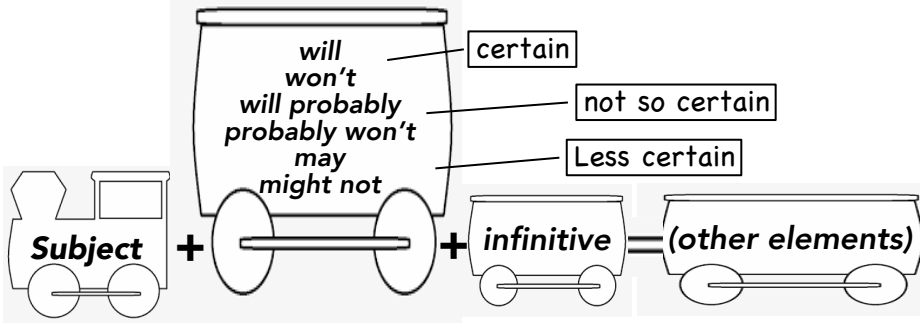 will
won't
will probably
probably won't
may
might not
certain
not so certain
Less certain
Subject + + infinitive (other elements)